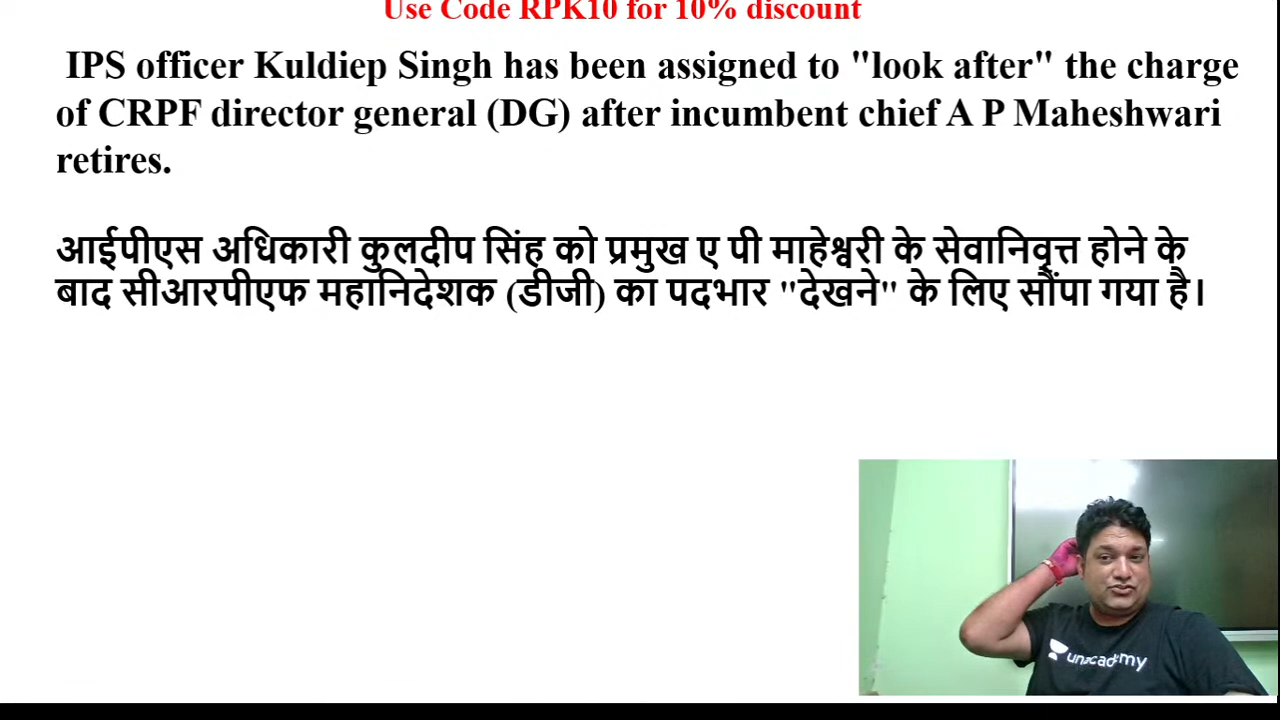 Use Code RPK10 for 10% discount
IPS officer Kuldiep Singh has been assigned to "look after" the charge
of CRPF director general (DG) after incumbent chief A P Maheshwari
retires.
आईपीएस अधिकारी कुलदीप सिंह को प्रमुख ए पी माहेश्वरी के सेवानिवृत्त होने के
बाद सीआरपीएफ महानिदेशक (डीजी) का पदभार "देखने" के लिए सौंपा गया है।
unacademy